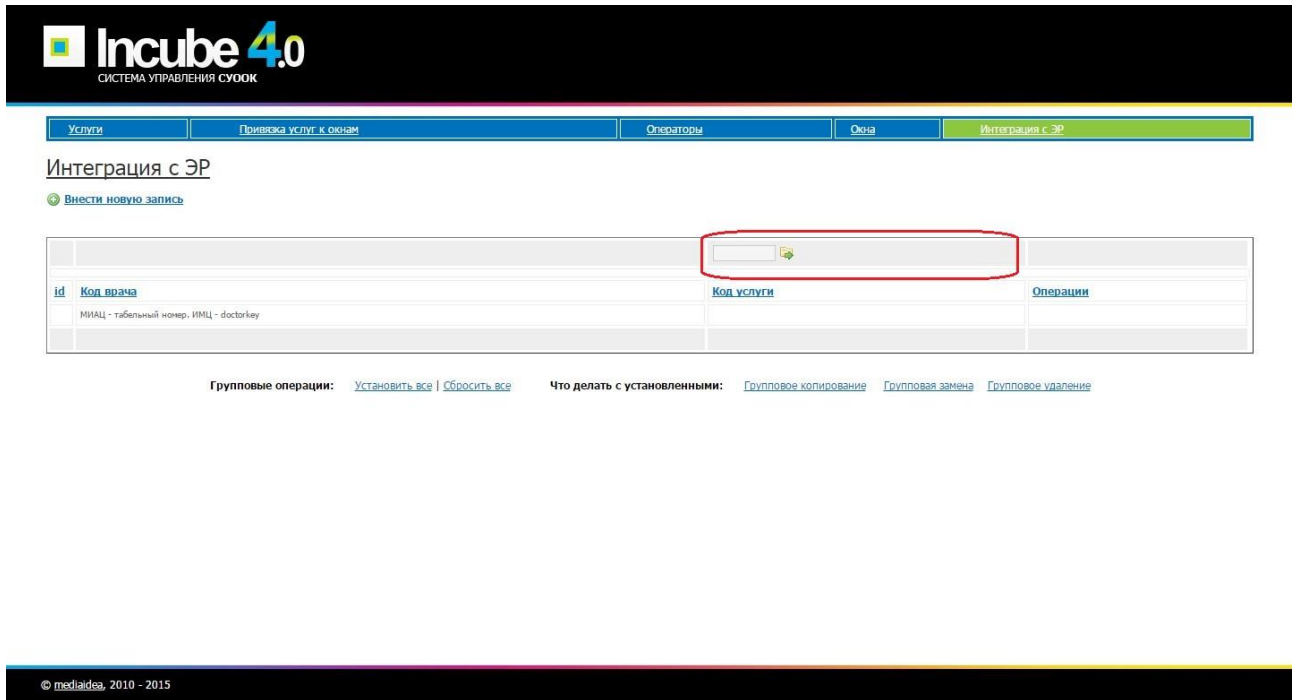 Incube 4.0
СИСТЕМА УПРАВЛЕНИЯ СУООК
Услуги Привязка услуг к окнам Операторы Окна Интеграция с ЭР
Интеграция с ЭР
Внести новую запись
id Код врача Код услуги Операции
МИАЦ - табельный номер, ИМЦ - doctorkey
Групповые операции: Установить все | Сбросить все Что делать с установленными: Групповое копирование Групповая замена Групповое удаление
© mediaidea, 2010 - 2015